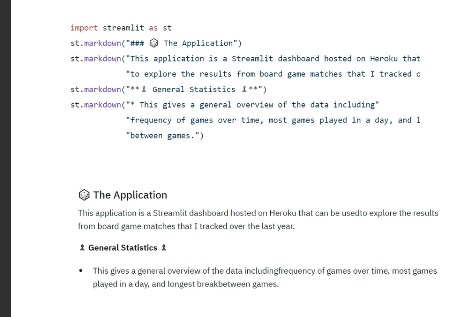 import streamlit as st
st.markdown("### 🎲 The Application")
st.markdown("This application is a Streamlit dashboard hosted on Heroku that
"to explore the results from board game matches that I tracked
st.markdown("**♟ General Statistics ♟**")
st.markdown("* This gives a general overview of the data including"
"frequency of games over time, most games played in a day, and
"between games.")
🎲 The Application
This application is a Streamlit dashboard hosted on Heroku that can be usedto explore the results
from board game matches that I tracked over the last year.
♟ General Statistics ♟
• This gives a general overview of the data includingfrequency of games over time, most games
played in a day, and longest breakbetween games.